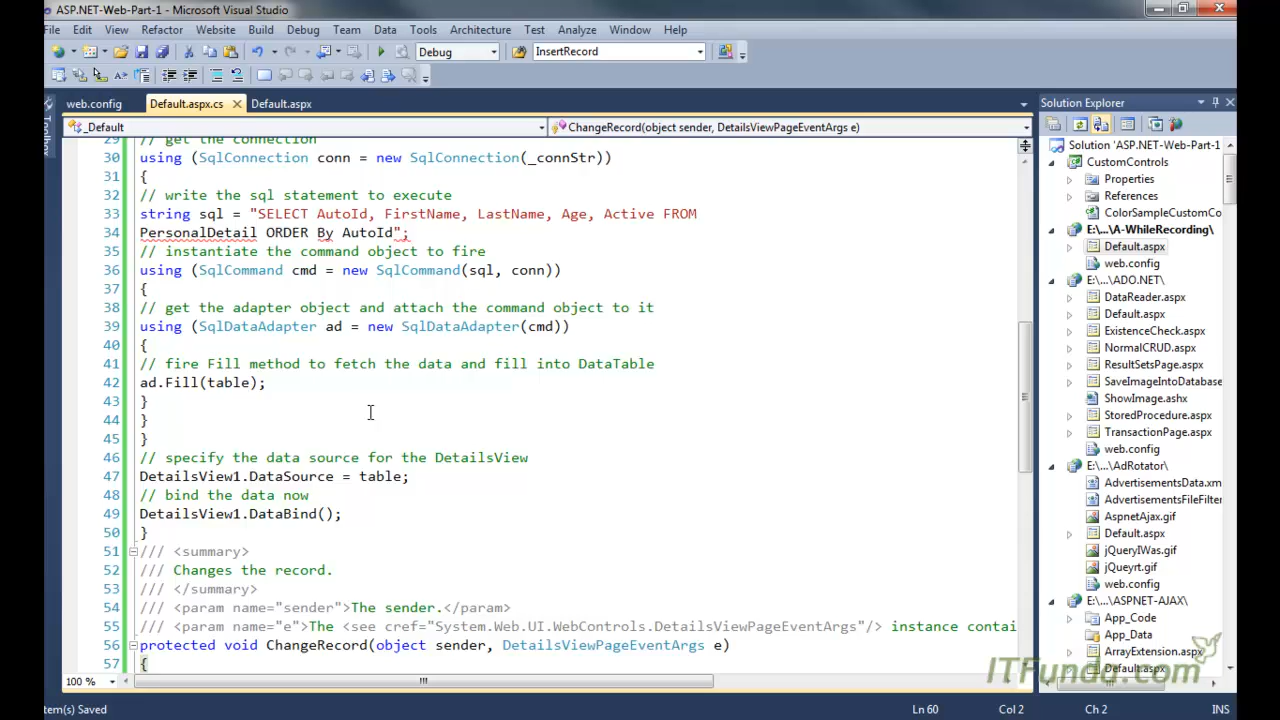 ASP.NET-Web-Part-1 - Microsoft Visual Studio
File Edit View Refactor Website Build Debug Team Data Tools Architecture Test Analyze Window Help
Debug InsertRecord
web.config Default.aspx.cs Default.aspx
Toolbox
_Default ChangeRecord(object sender, DetailsViewPageEventArgs e)
29 // get the connection
30 using (SqlConnection conn = new SqlConnection(_connStr))
31 {
32 // write the sql statement to execute
33 string sql = "SELECT AutoId, FirstName, LastName, Age, Active FROM
34 PersonalDetail ORDER By AutoId";
35 // instantiate the command object to fire
36 using (SqlCommand cmd = new SqlCommand(sql, conn))
37 {
38 // get the adapter object and attach the command object to it
39 using (SqlDataAdapter ad = new SqlDataAdapter(cmd))
40 {
41 // fire Fill method to fetch the data and fill into DataTable
42 ad.Fill(table);
43 }
44 }
45 }
46 // specify the data source for the DetailsView
47 DetailsView1.DataSource = table;
48 // bind the data now
49 DetailsView1.DataBind();
50 }
51 /// <summary>
52 /// Changes the record.
53 /// </summary>
54 /// <param name="sender">The sender.</param>
55 /// <param name="e">The <see cref="System.Web.UI.WebControls.DetailsViewPageEventArgs"/> instance contai
56 protected void ChangeRecord(object sender, DetailsViewPageEventArgs e)
57 {
100 %
Solution Explorer
Solution 'ASP.NET-Web-Part-1
CustomControls
Properties
References
ColorSampleCustomCo
E:\...\A-WhileRecording\
Default.aspx
web.config
E:\...\ADO.NET\
DataReader.aspx
Default.aspx
ExistenceCheck.aspx
NormalCRUD.aspx
ResultSetsPage.aspx
SaveImageIntoDatabase
ShowImage.ashx
StoredProcedure.aspx
TransactionPage.aspx
web.config
E:\...\AdRotator\
AdvertisementsData.xm
AdvertisementsFileFilter
AspnetAjax.gif
Default.aspx
jQueryIWas.gif
jQueyrt.gif
web.config
E:\...\ASPNET-AJAX\
App_Code
App_Data
ArrayExtension.aspx
Default.aspx
ITFunda.com
tem(s) Saved Ln 60 Col 2 Ch 2 INS